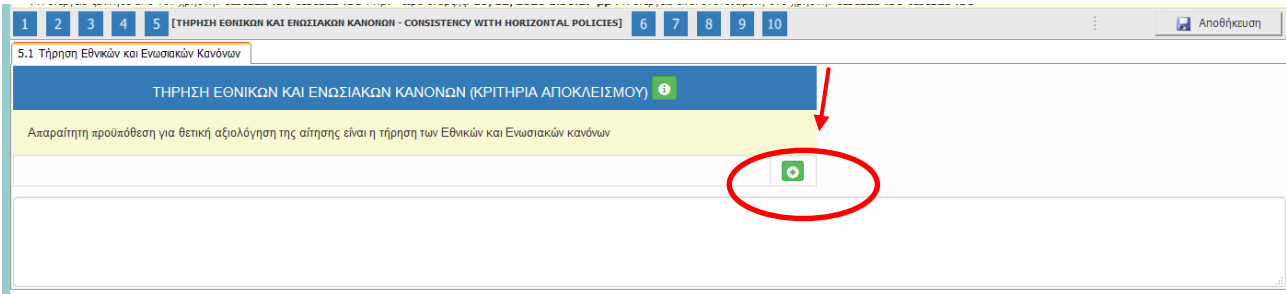 1 2 3 4 5 [ΤΗΡΗΣΗ ΕΘΝΙΚΩΝ ΚΑΙ ΕΝΩΣΙΑΚΩΝ ΚΑΝΟΝΩΝ - CONSISTENCY WITH HORIZONTAL POLICIES] 6 7 8 9 10 Αποθήκευση
5.1 Τήρηση Εθνικών και Ενωσιακών Κανόνων
ΤΗΡΗΣΗ ΕΘΝΙΚΩΝ ΚΑΙ ΕΝΩΣΙΑΚΩΝ ΚΑΝΟΝΩΝ (ΚΡΙΤΗΡΙΑ ΑΠΟΚΛΕΙΣΜΟΥ)
Απαραίτητη προϋπόθεση για θετική αξιολόγηση της αίτησης είναι η τήρηση των Εθνικών και Ενωσιακών κανόνων